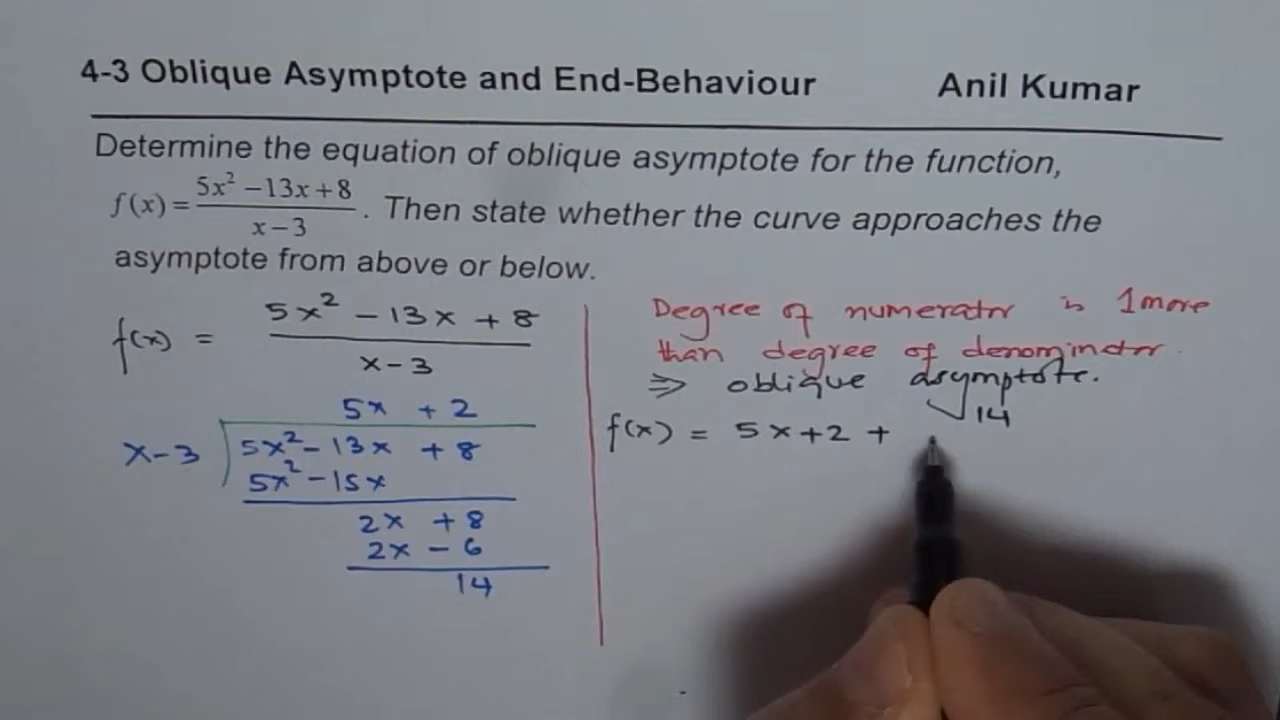 4-3 Oblique Asymptote and End-Behaviour Anil Kumar
Determine the equation of oblique asymptote for the function,
f(x) = (5x² − 13x + 8)/(x − 3). Then state whether the curve approaches the
asymptote from above or below.
f(x) = (5x² − 13x + 8)/(x − 3)
5x + 2
x − 3 5x² − 13x + 8
5x² − 15x
2x + 8
2x − 6
14
Degree of numerator is 1 more
than degree of denominator.
⇒ oblique asymptote.
f(x) = 5x + 2 + 14